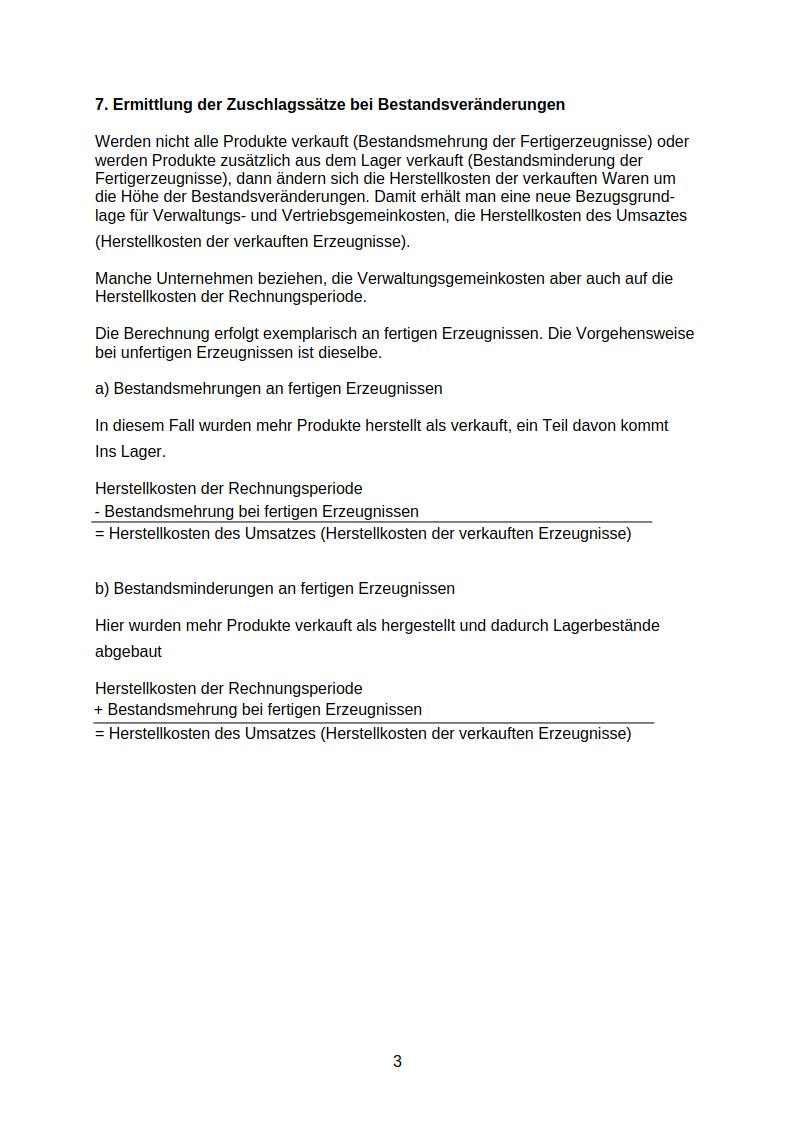 7. Ermittlung der Zuschlagssätze bei Bestandsveränderungen
Werden nicht alle Produkte verkauft (Bestandsmehrung der Fertigerzeugnisse) oder
werden Produkte zusätzlich aus dem Lager verkauft (Bestandsminderung der
Fertigerzeugnisse), dann ändern sich die Herstellkosten der verkauften Waren um
die Höhe der Bestandsveränderungen. Damit erhält man eine neue Bezugsgrund-
lage für Verwaltungs- und Vertriebsgemeinkosten, die Herstellkosten des Umsaztes
(Herstellkosten der verkauften Erzeugnisse).
Manche Unternehmen beziehen, die Verwaltungsgemeinkosten aber auch auf die
Herstellkosten der Rechnungsperiode.
Die Berechnung erfolgt exemplarisch an fertigen Erzeugnissen. Die Vorgehensweise
bei unfertigen Erzeugnissen ist dieselbe.
a) Bestandsmehrungen an fertigen Erzeugnissen
In diesem Fall wurden mehr Produkte herstellt als verkauft, ein Teil davon kommt
Ins Lager.
Herstellkosten der Rechnungsperiode
- Bestandsmehrung bei fertigen Erzeugnissen
= Herstellkosten des Umsatzes (Herstellkosten der verkauften Erzeugnisse)
b) Bestandsminderungen an fertigen Erzeugnissen
Hier wurden mehr Produkte verkauft als hergestellt und dadurch Lagerbestände
abgebaut
Herstellkosten der Rechnungsperiode
+ Bestandsmehrung bei fertigen Erzeugnissen
= Herstellkosten des Umsatzes (Herstellkosten der verkauften Erzeugnisse)
3